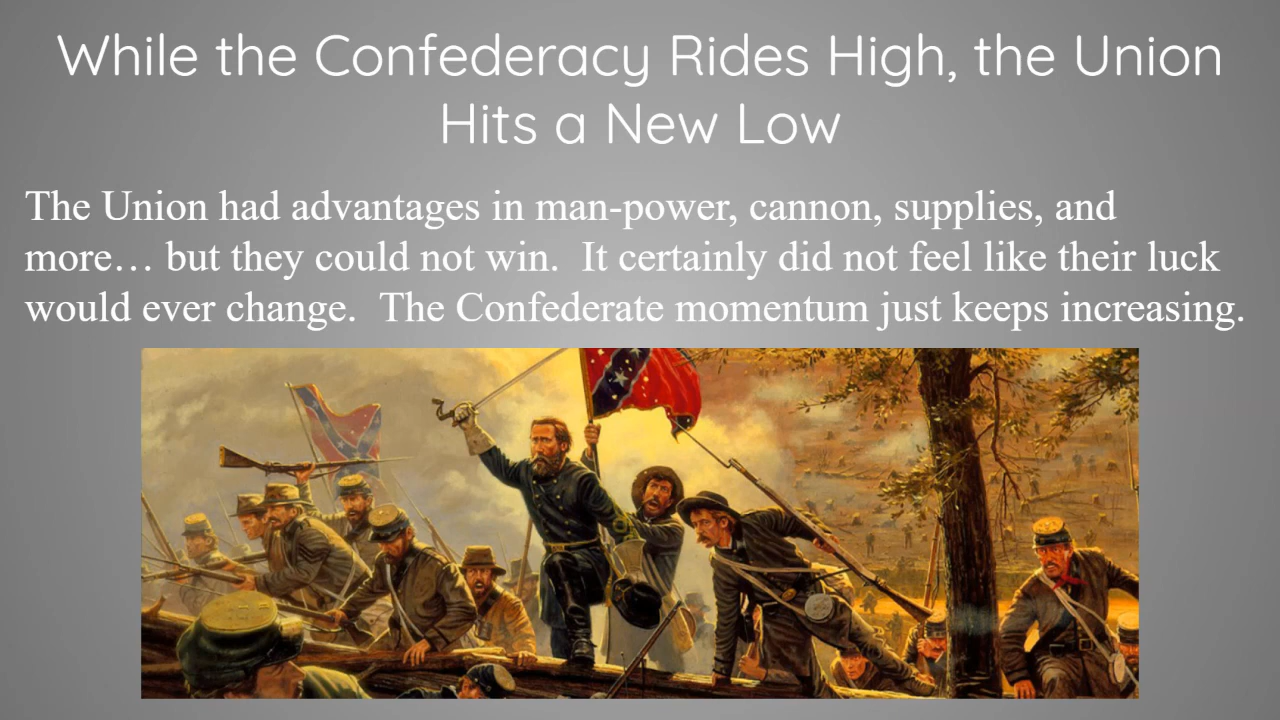 While the Confederacy Rides High, the Union
Hits a New Low
The Union had advantages in man-power, cannon, supplies, and
more… but they could not win.  It certainly did not feel like their luck
would ever change.  The Confederate momentum just keeps increasing.